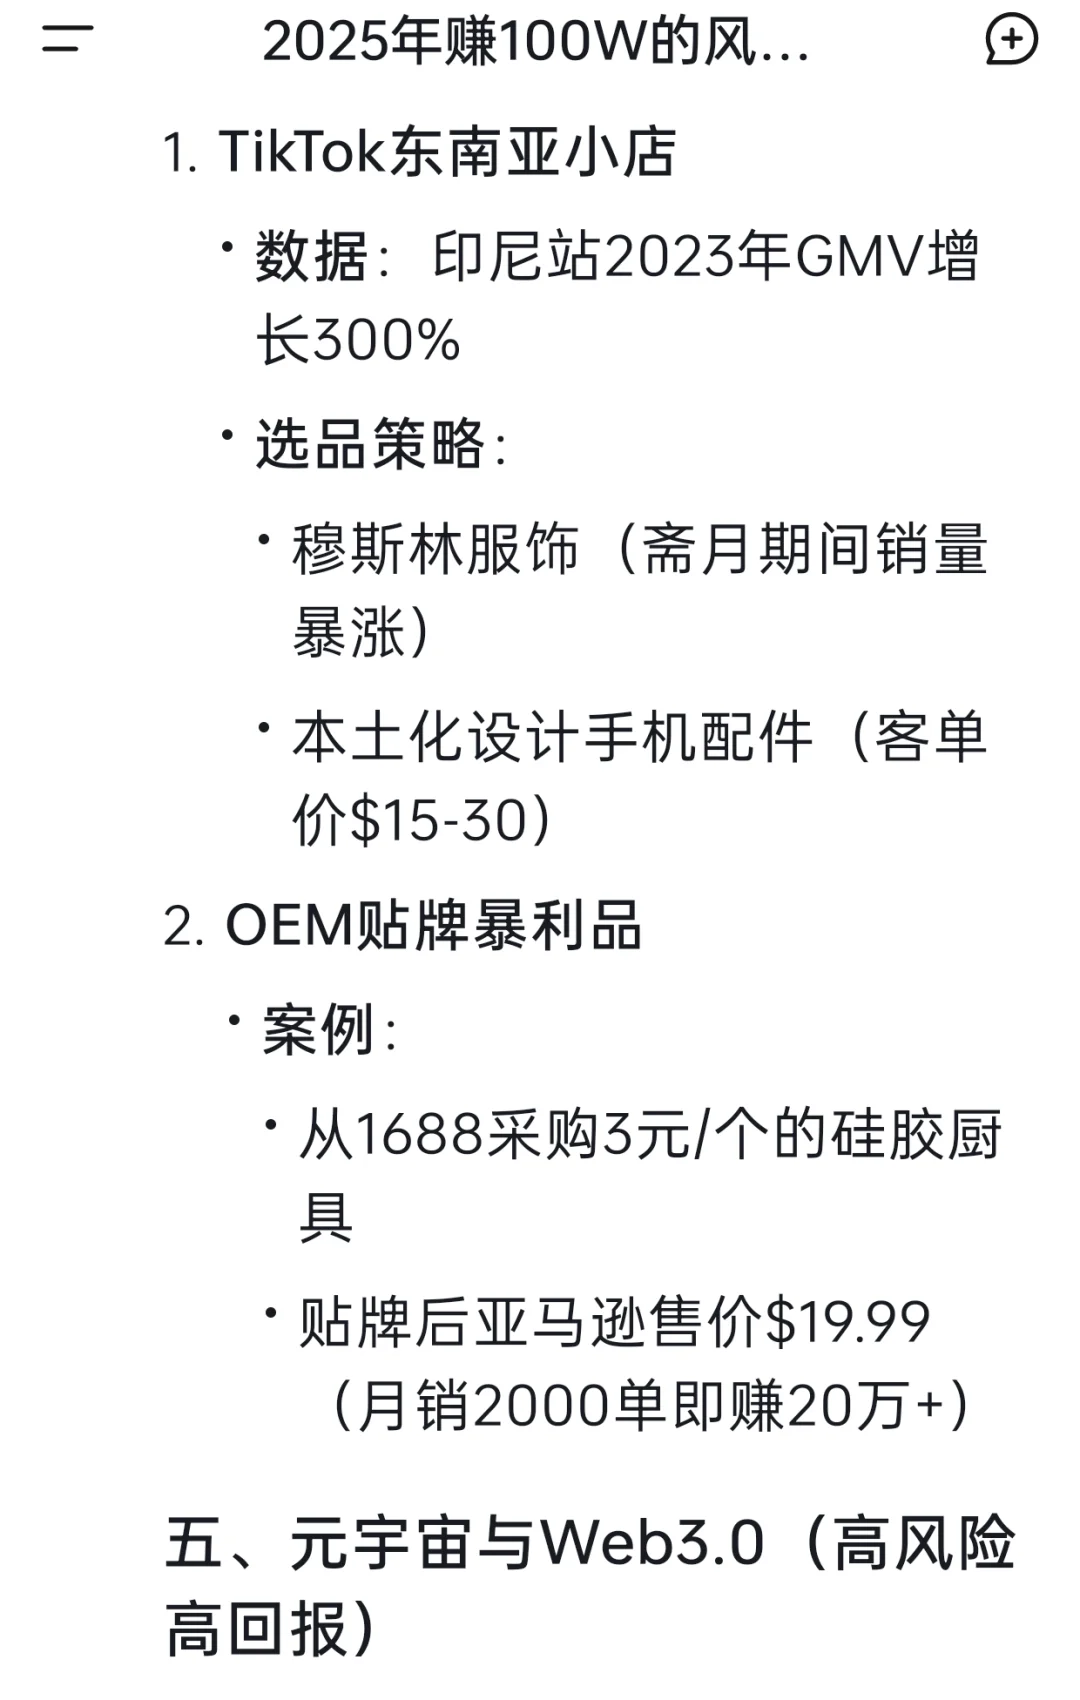 2025年赚100W的风...
1. TikTok东南亚小店
• 数据：印尼站2023年GMV增
长300%
• 选品策略：
• 穆斯林服饰（斋月期间销量
暴涨）
• 本土化设计手机配件（客单
价$15-30）
2. OEM贴牌暴利品
• 案例：
• 从1688采购3元/个的硅胶厨
具
• 贴牌后亚马逊售价$19.99
（月销2000单即赚20万+）
五、元宇宙与Web3.0（高风险
高回报）